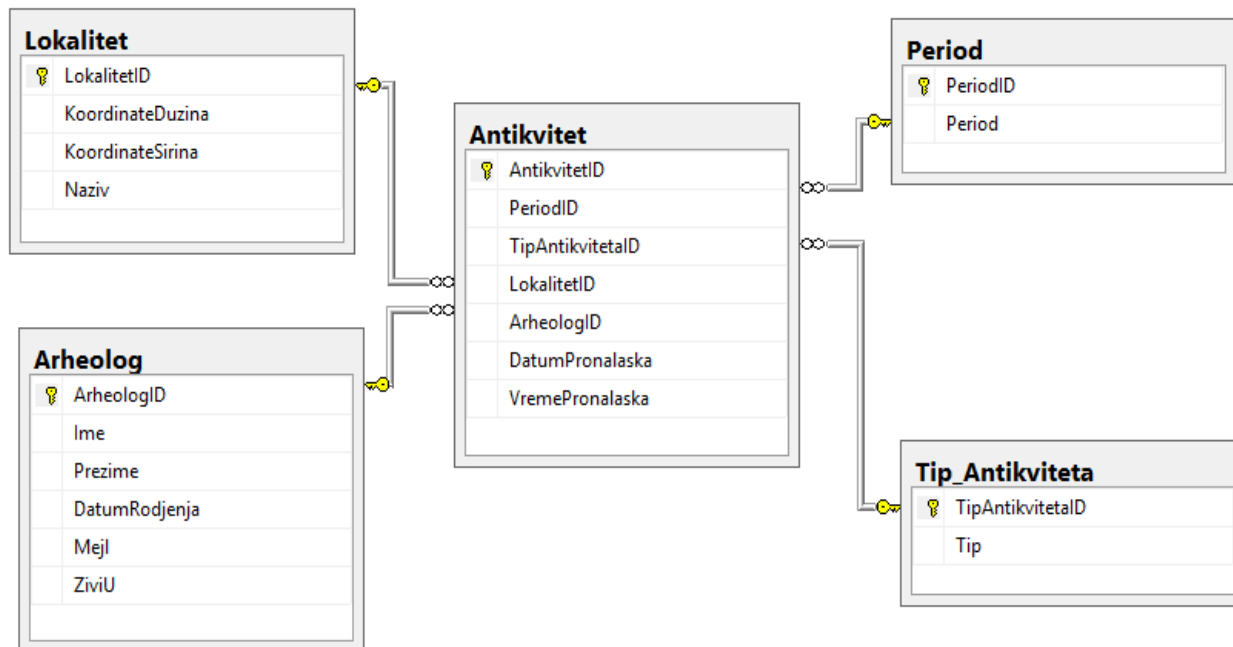 Lokalitet
LokalitetID
KoordinateDuzina
KoordinateSirina
Naziv
Arheolog
ArheologID
Ime
Prezime
DatumRodjenja
Mejl
ZiviU
Antikvitet
AntikvitetID
PeriodID
TipAntikvitetaID
LokalitetID
ArheologID
DatumPronalaska
VremePronalaska
Period
PeriodID
Period
Tip_Antikviteta
TipAntikvitetaID
Tip